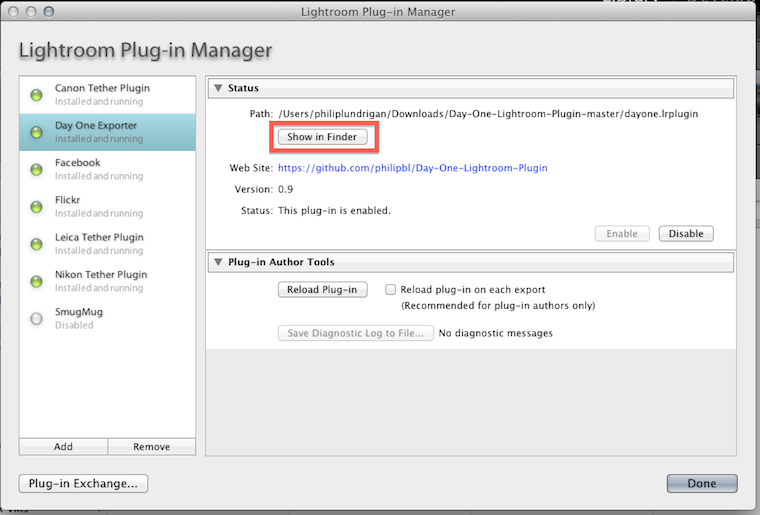 Lightroom Plug-in Manager
Lightroom Plug-in Manager
Canon Tether Plugin
Installed and running
Day One Exporter
Installed and running
Facebook
Installed and running
Flickr
Installed and running
Leica Tether Plugin
Installed and running
Nikon Tether Plugin
Installed and running
SmugMug
Disabled
Add Remove
Plug-in Exchange...
Status
Path: /Users/philiplundrigan/Downloads/Day-One-Lightroom-Plugin-master/dayone.lrplugin
Show in Finder
Web Site: https://github.com/philipbl/Day-One-Lightroom-Plugin
Version: 0.9
Status: This plug-in is enabled.
Enable Disable
Plug-in Author Tools
Reload Plug-in Reload plug-in on each export
(Recommended for plug-in authors only)
Save Diagnostic Log to File... No diagnostic messages
Done